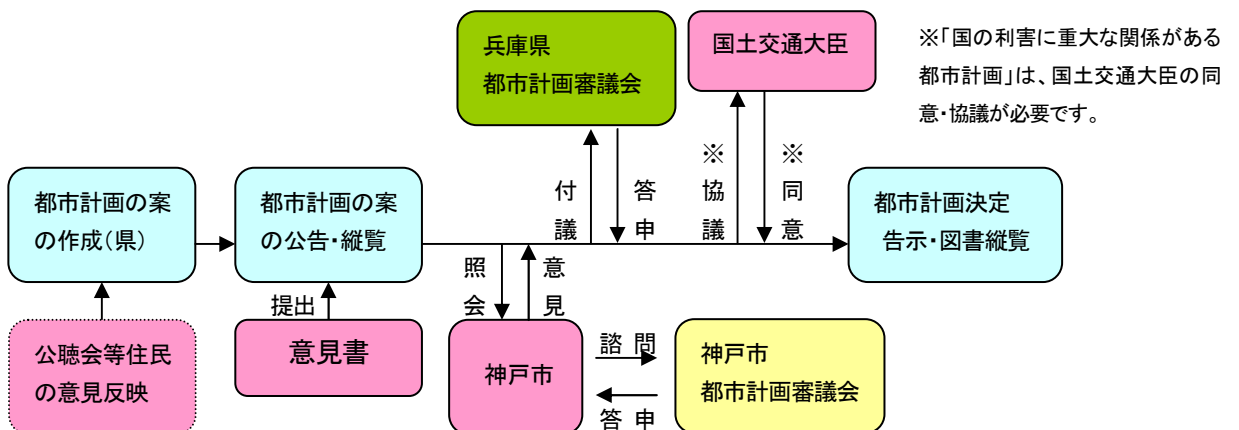 兵庫県
都市計画審議会
国土交通大臣
※「国の利害に重大な関係がある
都市計画」は、国土交通大臣の同
意・協議が必要です。
都市計画の案
の作成(県)
都市計画の案
の公告・縦覧
付議
答申
※協議
※同意
都市計画決定
告示・図書縦覧
照会
意見
提出
公聴会等住民
の意見反映
意見書
神戸市
諮問
答申
神戸市
都市計画審議会